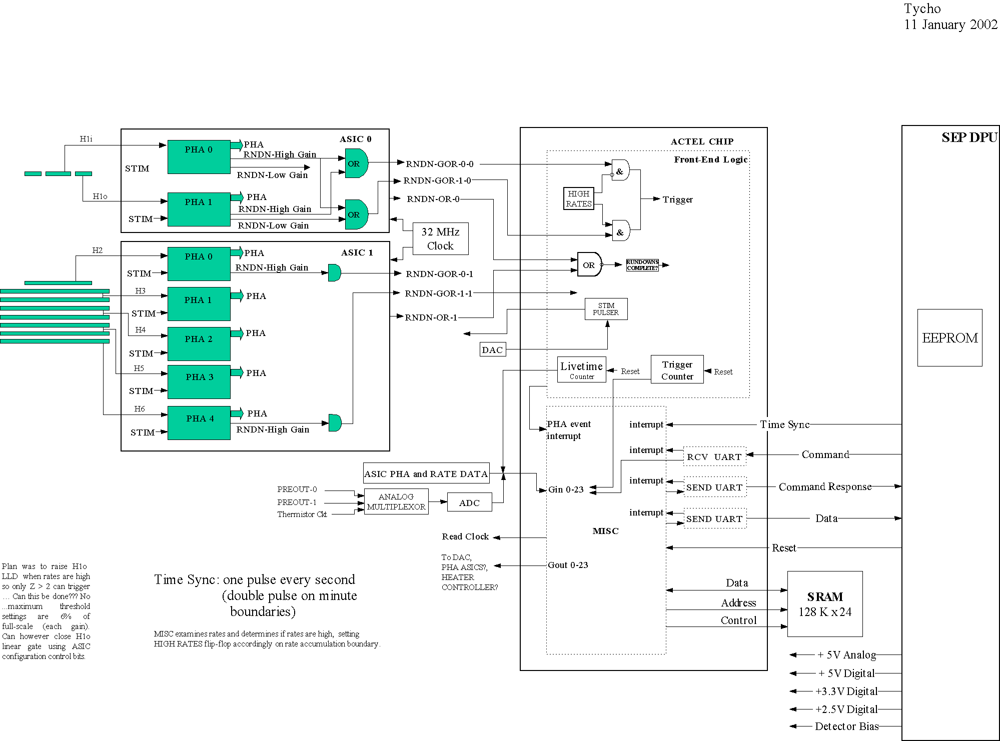 Tycho
11 January 2002
SEP DPU
EEPROM
ASIC 0
H1i
PHA 0
PHA
RNDN-High Gain
STIM
RNDN-Low Gain
OR
H1o
PHA 1
PHA
RNDN-High Gain
STIM
RNDN-Low Gain
OR
ASIC 1
H2
PHA 0
PHA
RNDN-High Gain
STIM
H3
PHA 1
PHA
STIM
H4
PHA 2
PHA
STIM
H5
PHA 3
PHA
STIM
H6
PHA 4
PHA
RNDN-High Gain
STIM
RNDN-GOR-0-0
RNDN-GOR-1-0
RNDN-OR-0
32 MHz
Clock
RNDN-GOR-0-1
RNDN-GOR-1-1
RNDN-OR-1
DAC
ACTEL CHIP
Front-End Logic
&
HIGH
RATES
Trigger
&
OR
RUNDOWNS
COMPLETE?
STIM
PULSER
Livetime
Counter
Reset
Trigger
Counter
Reset
PHA event
interrupt
interrupt
Time Sync
interrupt
RCV UART
Command
ASIC PHA and RATE DATA
Gin 0-23
interrupt
SEND UART
Command Response
PREOUT-0
PREOUT-1
Thermistor Ckt
ANALOG
MULTIPLEXOR
ADC
interrupt
SEND UART
Data
MISC
Read Clock
Reset
To DAC,
PHA ASICS?,
HEATER
CONTROLLER?
Gout 0-23
Data
Address
Control
SRAM
128 K x 24
+ 5V Analog
+ 5V Digital
+3.3V Digital
+2.5V Digital
Detector Bias
Plan was to raise H1o
LLD when rates are high
so only Z > 2 can trigger
... Can this be done??? No
...maximum threshold
settings are 6% of
full-scale (each gain).
Can however close H1o
linear gate using ASIC
configuration control bits.
Time Sync: one pulse every second
(double pulse on minute
boundaries)
MISC examines rates and determines if rates are high, setting
HIGH RATES flip-flop accordingly on rate accumulation boundary.